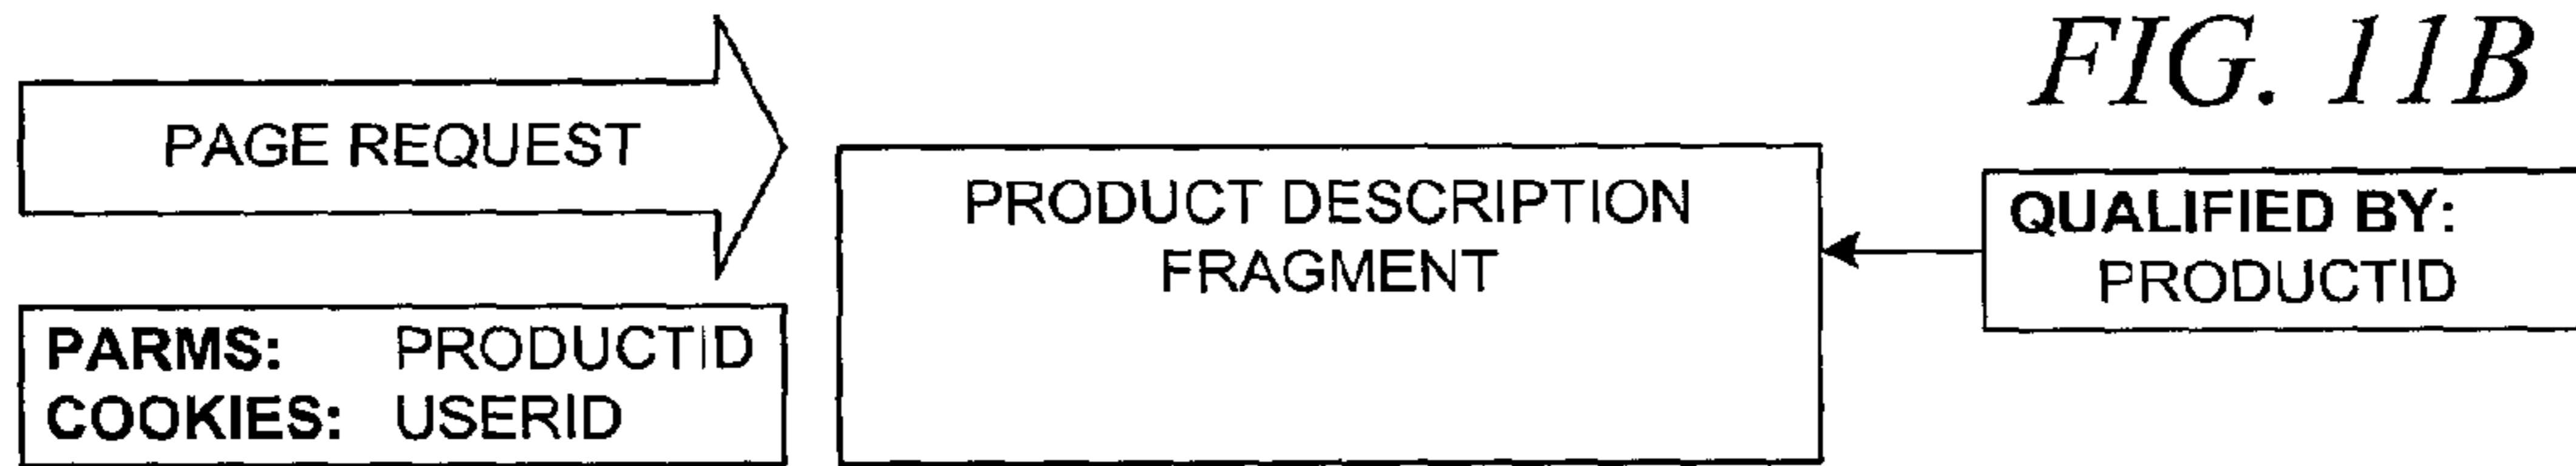 FIG. 11B
PAGE REQUEST
PARMS: PRODUCTID
COOKIES: USERID
PRODUCT DESCRIPTION
FRAGMENT
QUALIFIED BY:
PRODUCTID